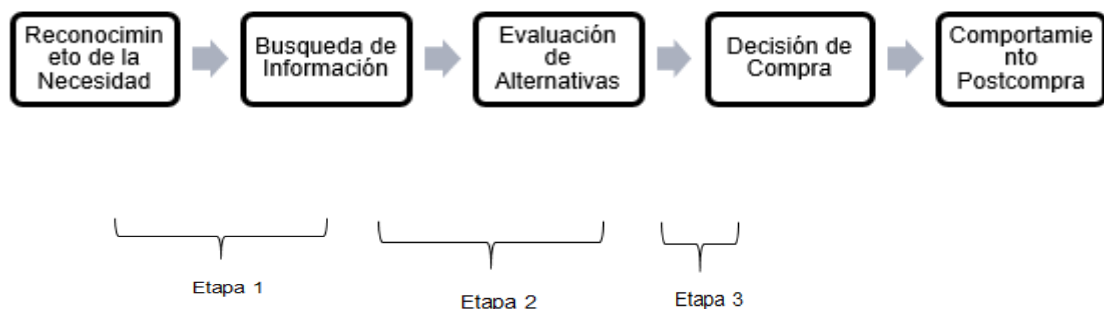 Reconocimin
eto de la
Necesidad
Busqueda de
Información
Evaluación
de
Alternativas
Decisión de
Compra
Comportamie
nto
Postcompra
Etapa 1
Etapa 2
Etapa 3